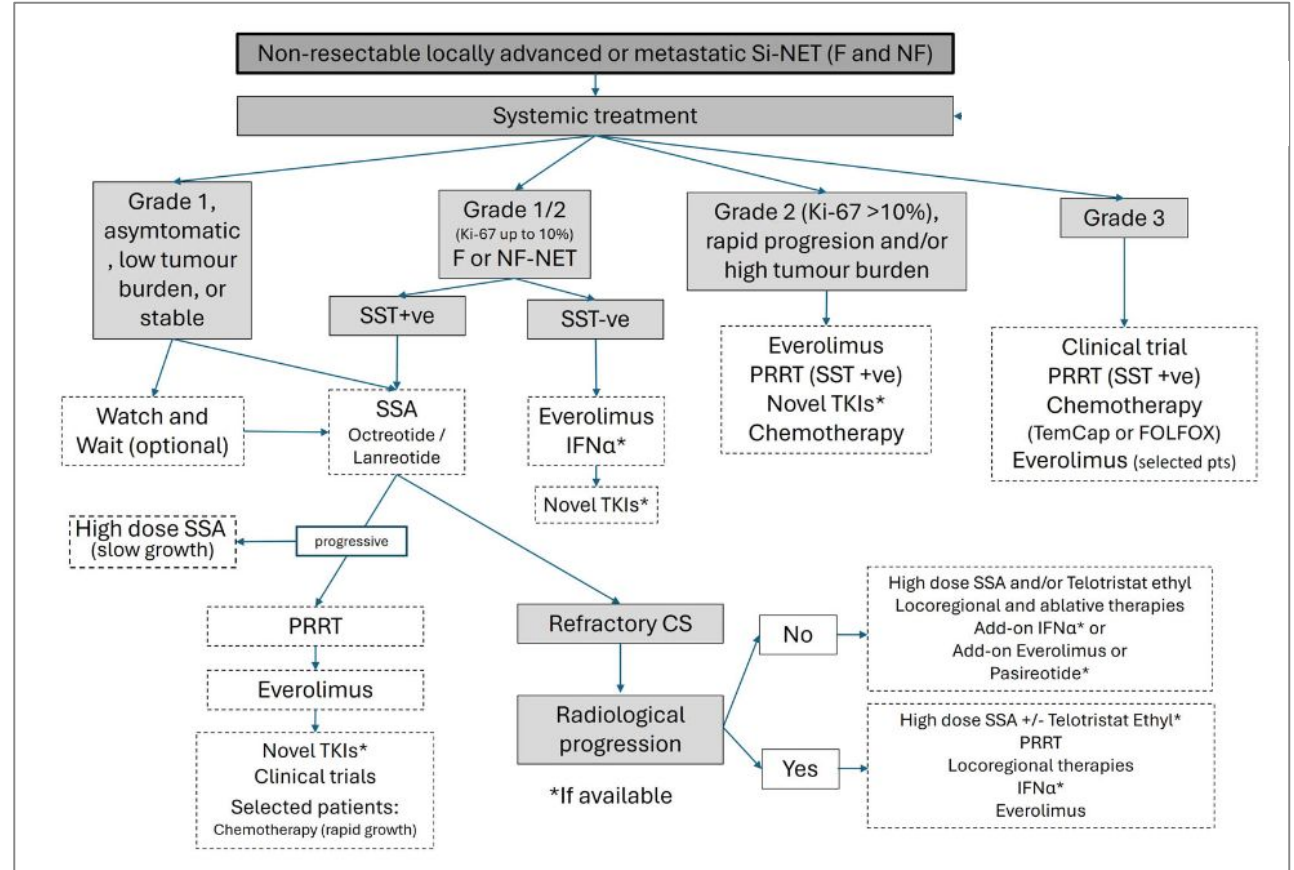 Non-resectable locally advanced or metastatic Si-NET (F and NF)
Systemic treatment
Grade 1,
asymtomatic
, low tumour
burden, or
stable
Grade 1/2
(Ki-67 up to 10%)
F or NF-NET
Grade 2 (Ki-67 >10%),
rapid progresion and/or
high tumour burden
Grade 3
SST+ve
SST-ve
Watch and
Wait (optional)
SSA
Octreotide /
Lanreotide
Everolimus
IFNα*
Novel TKIs*
Everolimus
PRRT (SST +ve)
Novel TKIs*
Chemotherapy
Clinical trial
PRRT (SST +ve)
Chemotherapy
(TemCap or FOLFOX)
Everolimus (selected pts)
High dose SSA
(slow growth)
progressive
PRRT
Everolimus
Novel TKIs*
Clinical trials
Selected patients:
Chemotherapy (rapid growth)
Refractory CS
Radiological
progression
*If available
No
High dose SSA and/or Telotristat ethyl
Locoregional and ablative therapies
Add-on IFNα* or
Add-on Everolimus or
Pasireotide*
Yes
High dose SSA +/- Telotristat Ethyl*
PRRT
Locoregional therapies
IFNα*
Everolimus